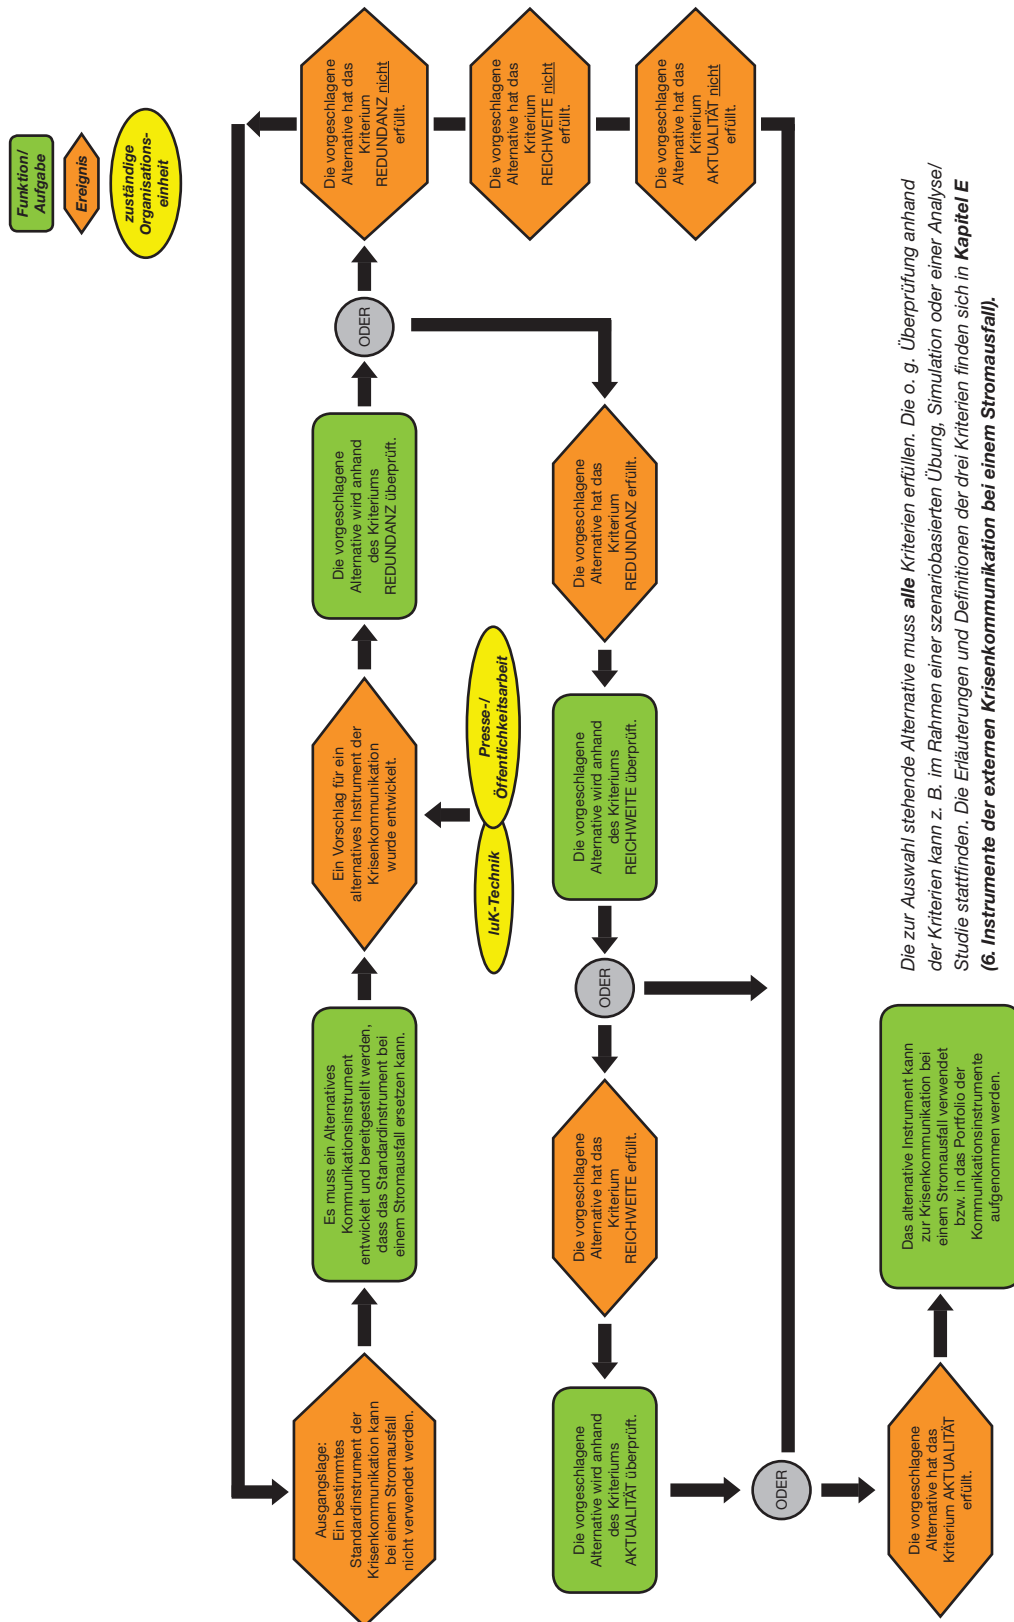 Funktion/
Aufgabe
Ereignis
zuständige
Organisations-
einheit
Ausgangslage:
Ein bestimmtes
Standardinstrument der
Krisenkommunikation kann
bei einem Stromausfall
nicht verwendet werden.
Es muss ein Alternatives
Kommunikationsinstrument
entwickelt und bereitgestellt werden,
dass das Standardinstrument bei
einem Stromausfall ersetzen kann.
Ein Vorschlag für ein
alternatives Instrument der
Krisenkommunikation
wurde entwickelt.
IuK-Technik
Presse-/
Öffentlichkeitsarbeit
Die vorgeschlagene
Alternative wird anhand
des Kriteriums
REDUNDANZ überprüft.
ODER
Die vorgeschlagene
Alternative hat das
Kriterium
REDUNDANZ nicht
erfüllt.
Die vorgeschlagene
Alternative hat das
Kriterium
REICHWEITE nicht
erfüllt.
Die vorgeschlagene
Alternative hat das
Kriterium
AKTUALITÄT nicht
erfüllt.
Die vorgeschlagene
Alternative hat das
Kriterium
REDUNDANZ erfüllt.
Die vorgeschlagene
Alternative wird anhand
des Kriteriums
REICHWEITE überprüft.
ODER
Die vorgeschlagene
Alternative hat das
Kriterium
REICHWEITE erfüllt.
Die vorgeschlagene
Alternative wird anhand
des Kriteriums
AKTUALITÄT überprüft.
ODER
Die vorgeschlagene
Alternative hat das
Kriterium AKTUALITÄT
erfüllt.
Das alternative Instrument kann
zur Krisenkommunikation bei
einem Stromausfall verwendet
bzw. in das Portfolio der
Kommunikationsinstrumente
aufgenommen werden.
Die zur Auswahl stehende Alternative muss alle Kriterien erfüllen. Die o. g. Überprüfung anhand
der Kriterien kann z. B. im Rahmen einer szenariobasierten Übung, Simulation oder einer Analyse/
Studie stattfinden. Die Erläuterungen und Definitionen der drei Kriterien finden sich in Kapitel E
(6. Instrumente der externen Krisenkommunikation bei einem Stromausfall).